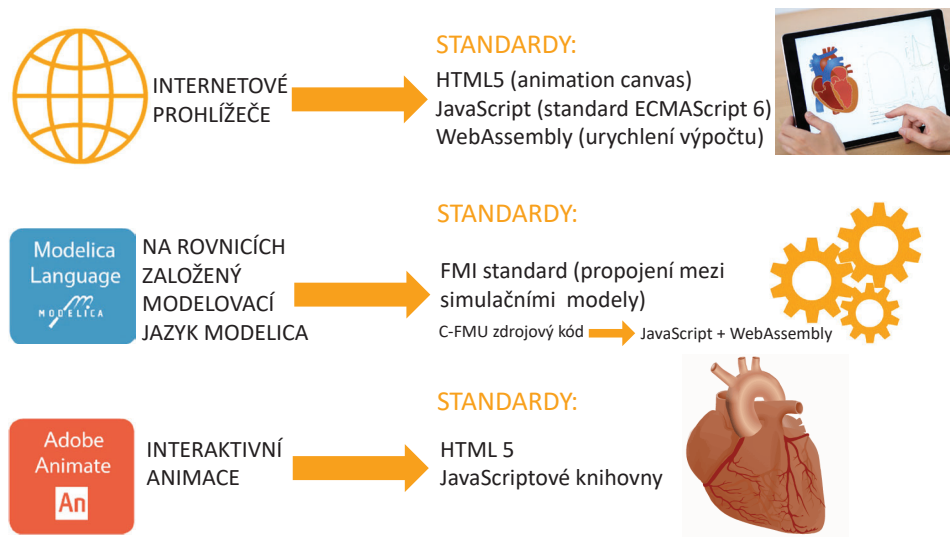 INTERNETOVÉ
PROHLÍŽEČE
STANDARDY:
HTML5 (animation canvas)
JavaScript (standard ECMAScript 6)
WebAssembly (urychlení výpočtu)
Modelica
Language
MODELICA
NA ROVNICÍCH
ZALOŽENÝ
MODELOVACÍ
JAZYK MODELICA
STANDARDY:
FMI standard (propojení mezi
simulačními modely)
C-FMU zdrojový kód
JavaScript + WebAssembly
Adobe
Animate
An
INTERAKTIVNÍ
ANIMACE
STANDARDY:
HTML 5
JavaScriptové knihovny